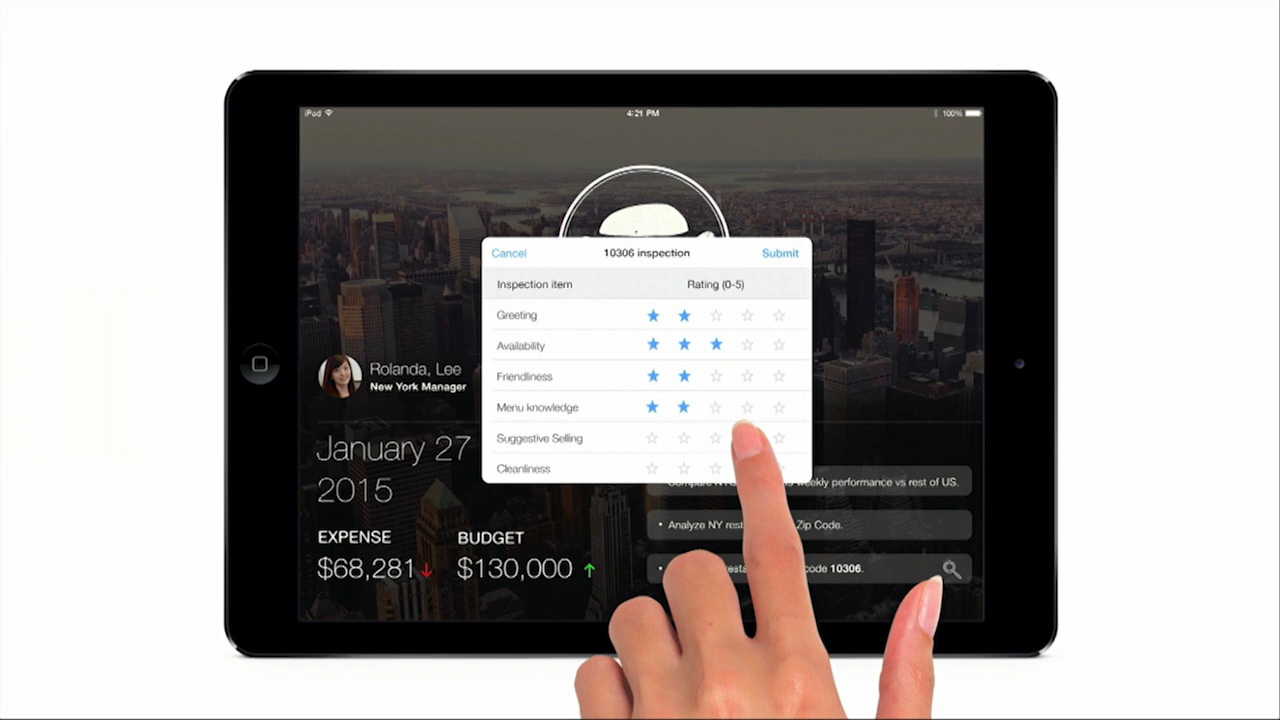 iPad
4:21 PM
100%
Cancel
10306 inspection
Submit
Inspection item
Rating (0-5)
Greeting
Availability
Friendliness
Menu knowledge
Suggestive Selling
Cleanliness
Rolanda, Lee
New York Manager
January 27
2015
EXPENSE
BUDGET
$68,281
$130,000
Compare weekly performance vs rest of US.
• Analyze NY Zip Code.
• code 10306.